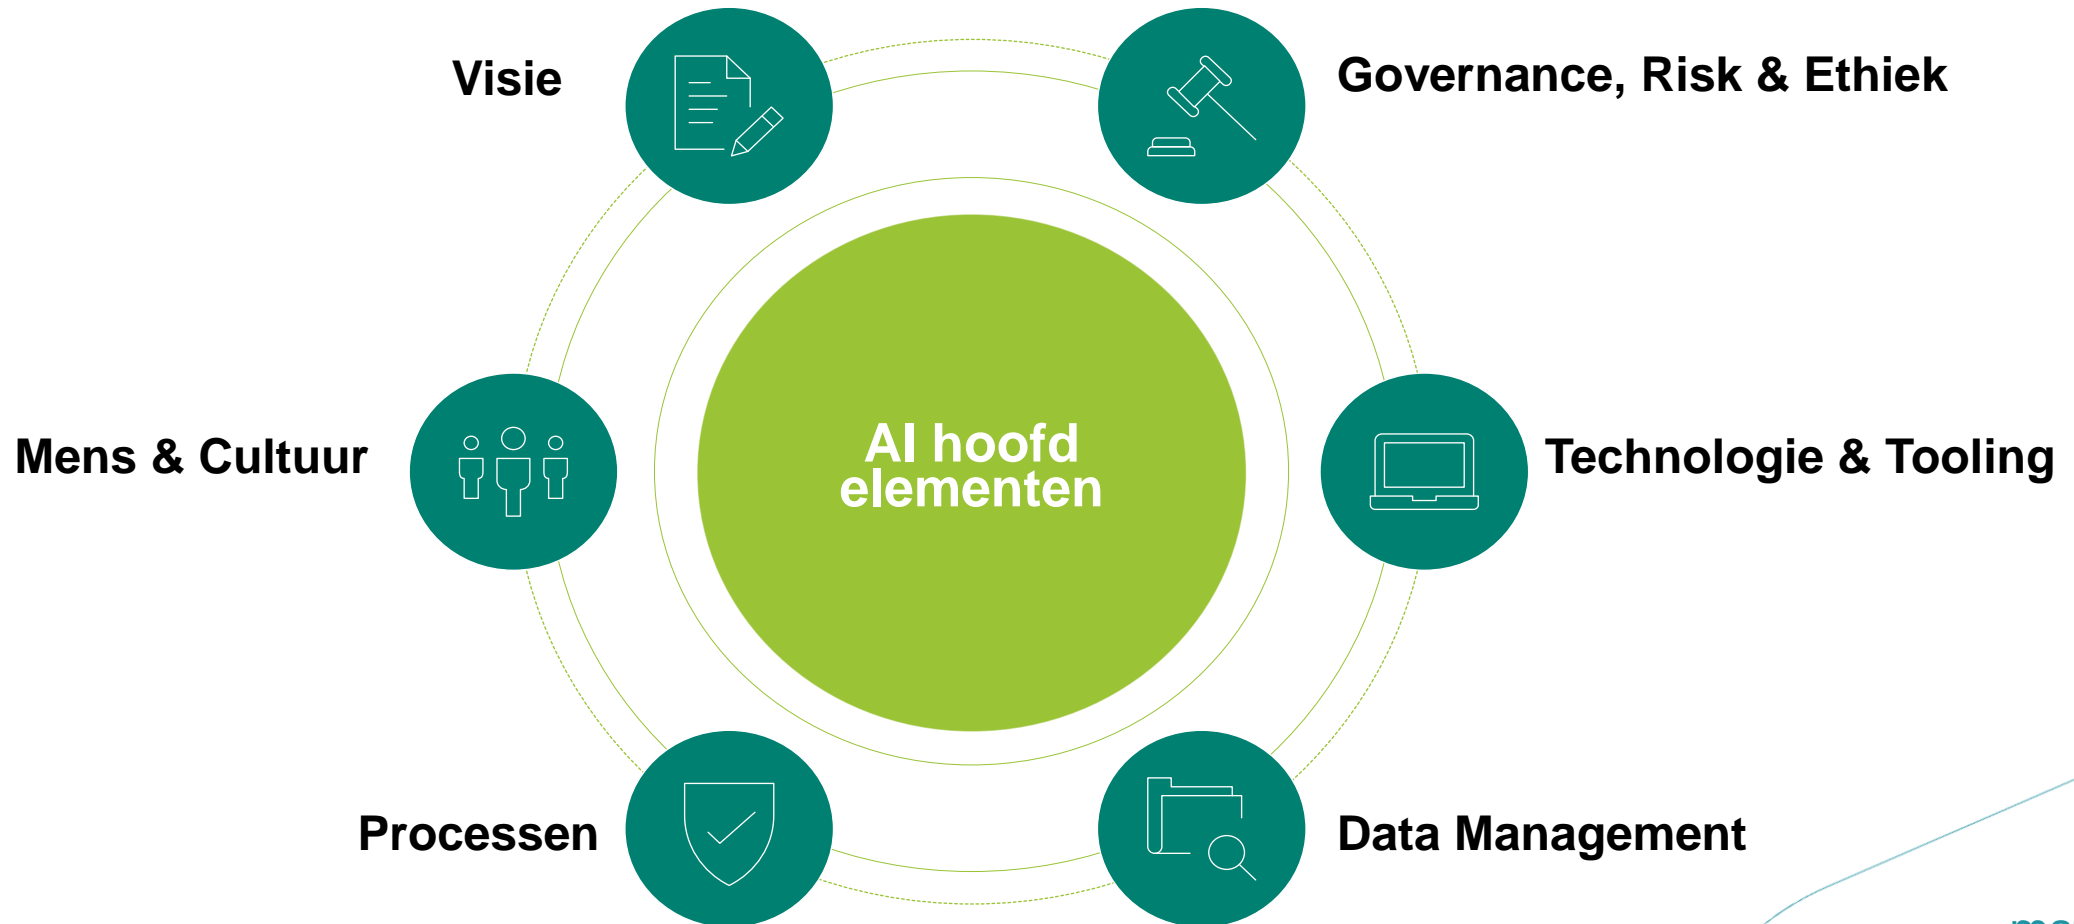 Visie
Governance, Risk & Ethiek
Mens & Cultuur
AI hoofd
elementen
Technologie & Tooling
Processen
Data Management